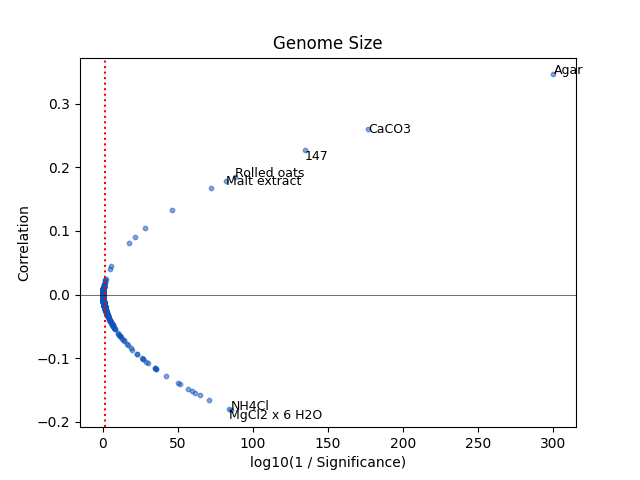 Genome Size
Agar
0.3
CaCO3
147
0.2
Rolled oats
Malt extract
0.1
Correlation
0.0
−0.1
NH4Cl
MgCl2 x 6 H2O
−0.2
0
50
100
150
200
250
300
log10(1 / Significance)